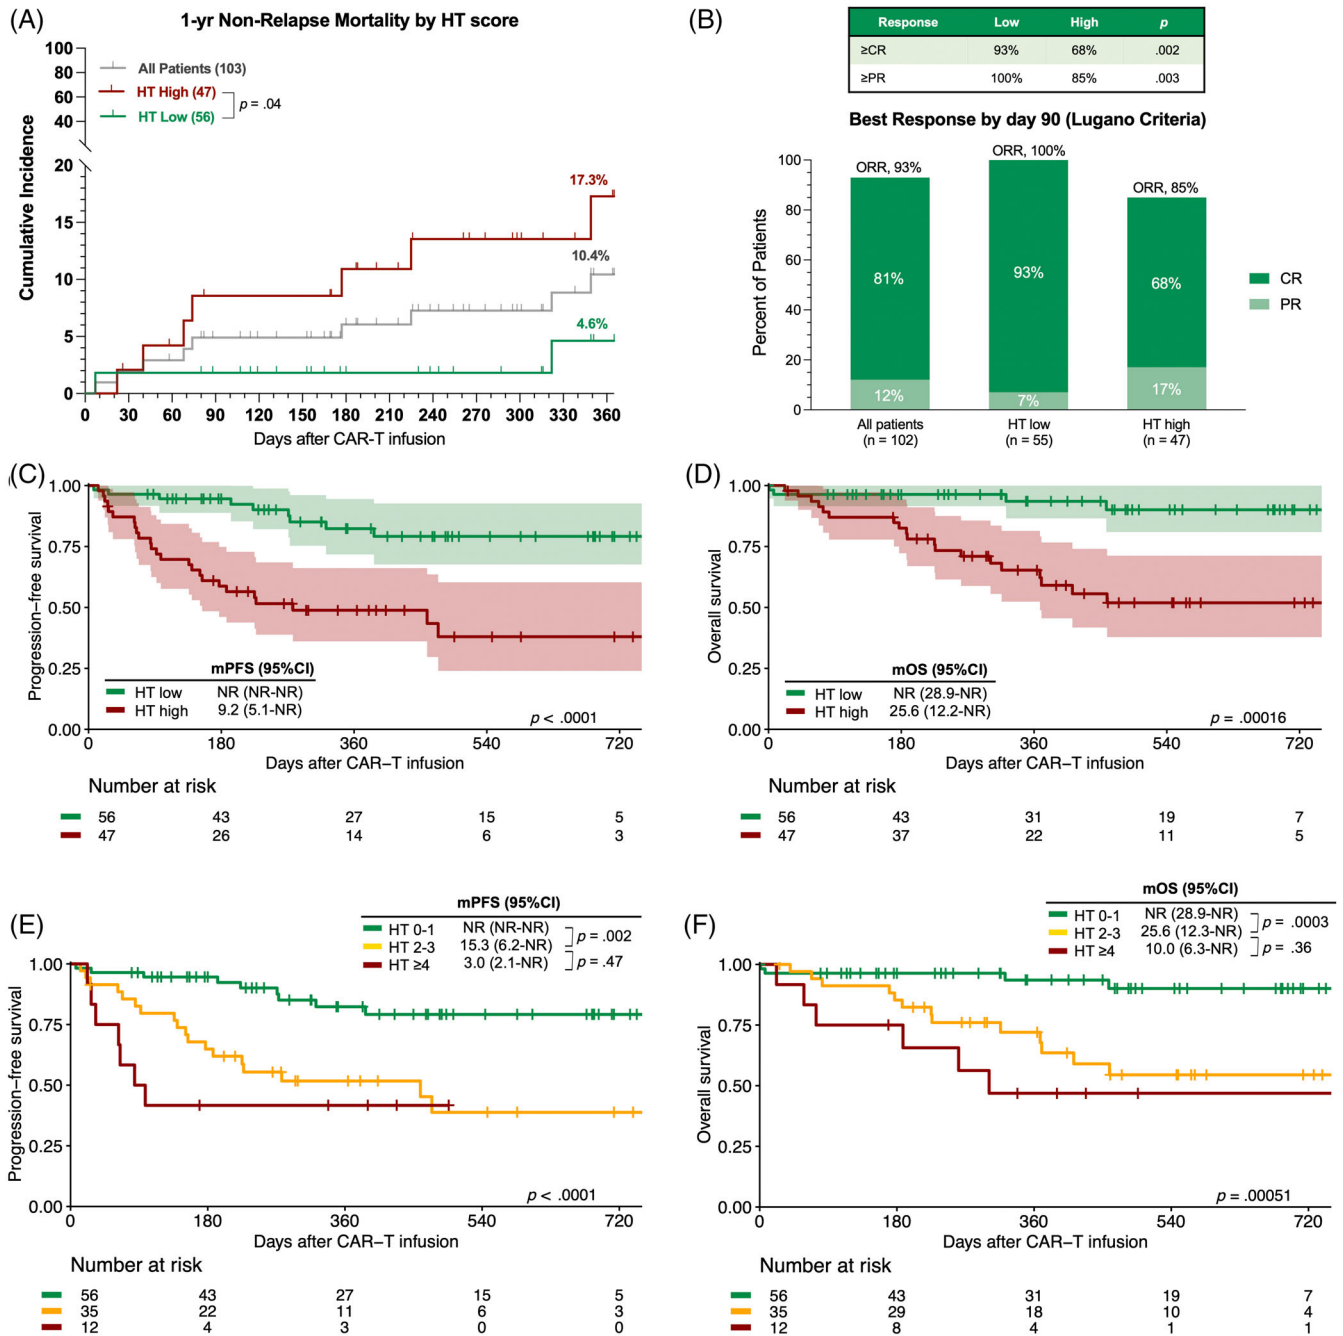 (A)
1-yr Non-Relapse Mortality by HT score
Cumulative Incidence
100
80
60
40
20
15
10
5
0
All Patients (103)
HT High (47)
HT Low (56)
p = .04
17.3%
10.4%
4.6%
0 30 60 90 120 150 180 210 240 270 300 330 360
Days after CAR-T infusion
(B)
Response Low High p
≥CR 93% 68% .002
≥PR 100% 85% .003
Best Response by day 90 (Lugano Criteria)
Percent of Patients
100
80
60
40
20
0
ORR, 93%
ORR, 100%
ORR, 85%
81%
93%
68%
12%
7%
17%
CR
PR
All patients
(n = 102)
HT low
(n = 55)
HT high
(n = 47)
(C)
Progression−free survival
1.00
0.75
0.50
0.25
0.00
mPFS (95%CI)
HT low NR (NR-NR)
HT high 9.2 (5.1-NR)
p < .0001
0 180 360 540 720
Days after CAR−T infusion
Number at risk
56 43 27 15 5
47 26 14 6 3
(D)
Overall survival
1.00
0.75
0.50
0.25
0.00
mOS (95%CI)
HT low NR (28.9-NR)
HT high 25.6 (12.2-NR)
p = .00016
0 180 360 540 720
Days after CAR−T infusion
Number at risk
56 43 31 19 7
47 37 22 11 5
(E)
mPFS (95%CI)
HT 0-1 NR (NR-NR)
HT 2-3 15.3 (6.2-NR)
HT ≥4 3.0 (2.1-NR)
p = .002
p = .47
Progression−free survival
1.00
0.75
0.50
0.25
0.00
p < .0001
0 180 360 540 720
Days after CAR−T infusion
Number at risk
56 43 27 15 5
35 22 11 6 3
12 4 3 0 0
(F)
mOS (95%CI)
HT 0-1 NR (28.9-NR)
HT 2-3 25.6 (12.3-NR)
HT ≥4 10.0 (6.3-NR)
p = .0003
p = .36
Overall survival
1.00
0.75
0.50
0.25
0.00
p = .00051
0 180 360 540 720
Days after CAR−T infusion
Number at risk
56 43 31 19 7
35 29 18 10 4
12 8 4 1 1